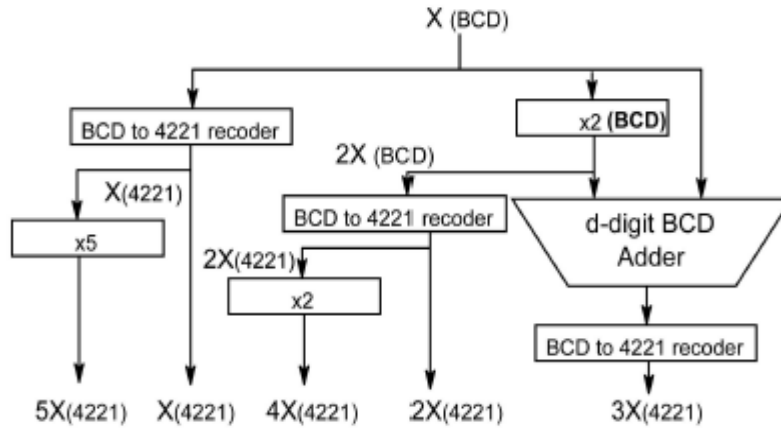 X (BCD)
BCD to 4221 recoder
x2 (BCD)
2X (BCD)
X(4221)
BCD to 4221 recoder
d-digit BCD
Adder
x5
2X(4221)
x2
BCD to 4221 recoder
5X(4221) X(4221) 4X(4221) 2X(4221) 3X(4221)